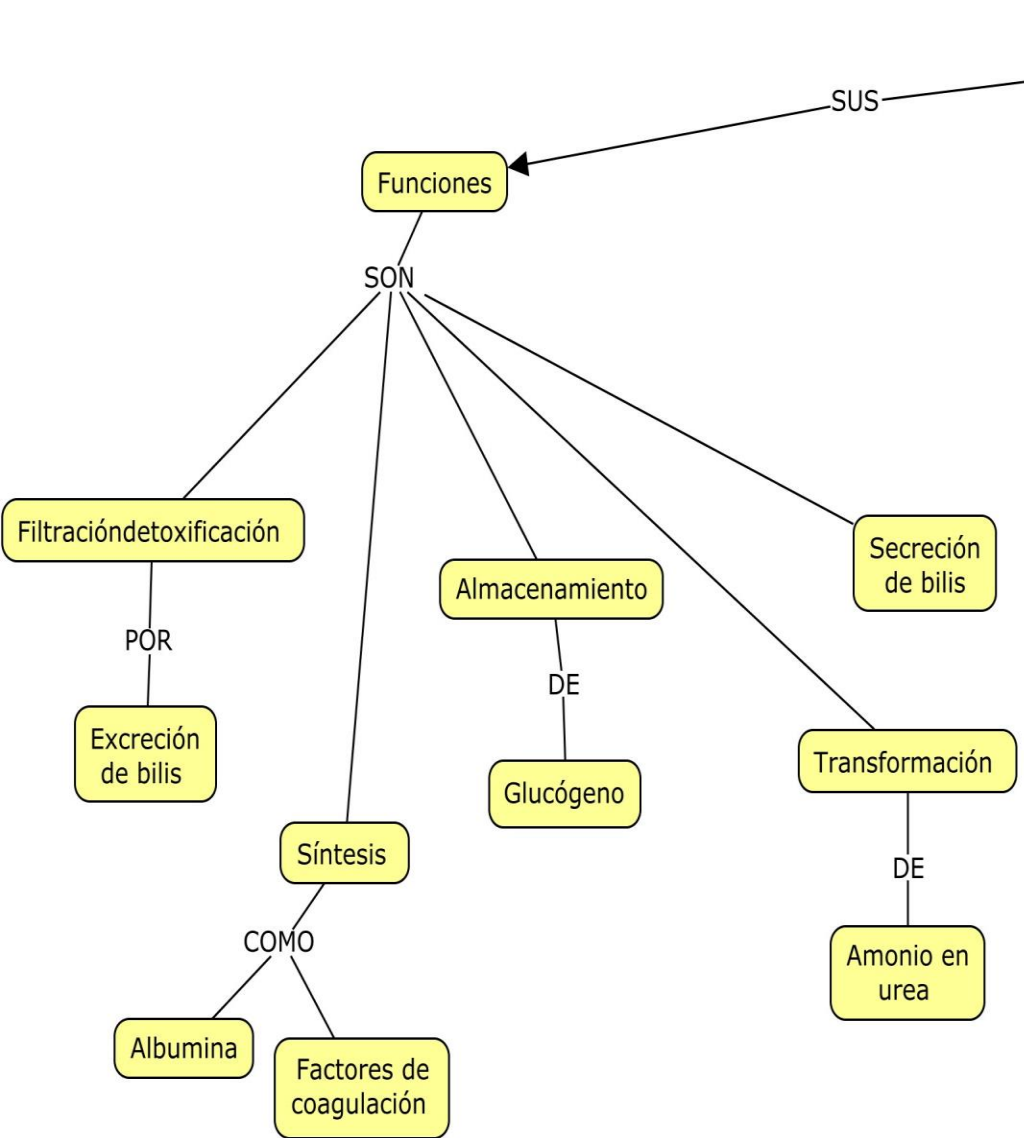 SUS
Funciones
SON
Filtracióndetoxificación
POR
Excreción
de bilis
Síntesis
COMO
Albumina
Factores de
coagulación
Almacenamiento
DE
Glucógeno
Transformación
DE
Amonio en
urea
Secreción
de bilis